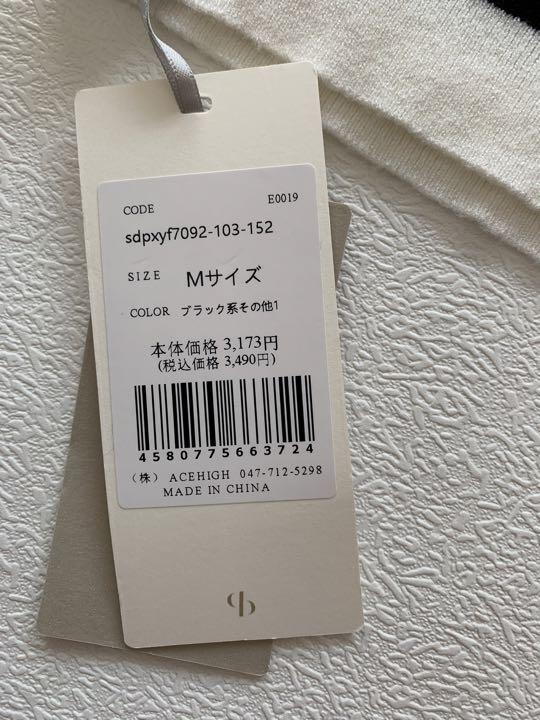 CODE E0019
sdpxyf7092-103-152
SIZE Mサイズ
COLOR ブラック系その他1
本体価格 3,173円
(税込価格 3,490円)
4580775663724
(株) ACEHIGH 047-712-5298
MADE IN CHINA